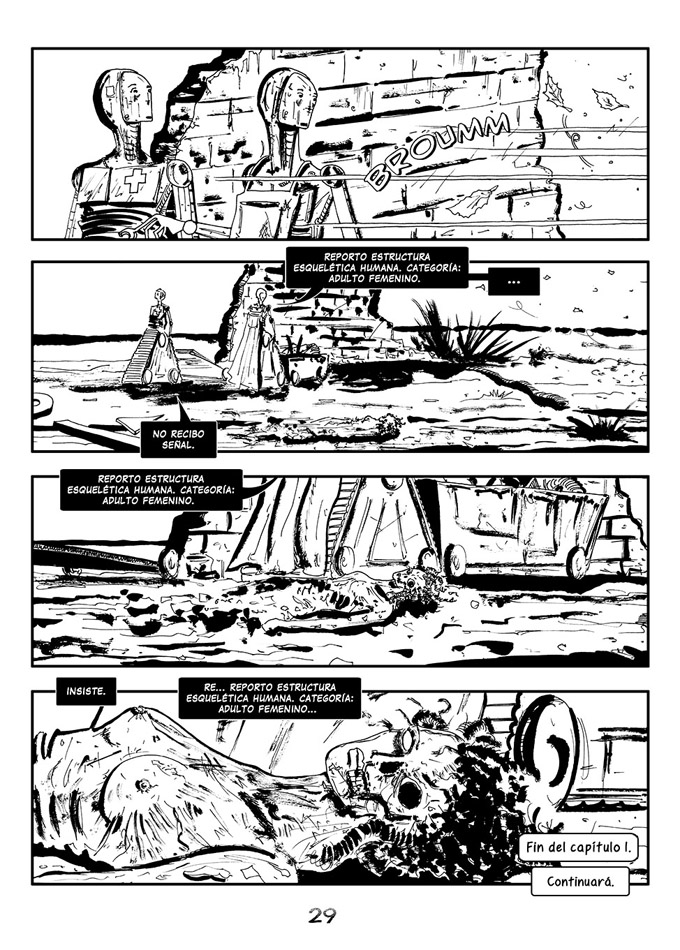 BROUMM
REPORTO ESTRUCTURA
ESQUELÉTICA HUMANA. CATEGORÍA:
ADULTO FEMENINO.
...
NO RECIBO
SEÑAL.
REPORTO ESTRUCTURA
ESQUELÉTICA HUMANA. CATEGORÍA:
ADULTO FEMENINO.
INSISTE.
RE... REPORTO ESTRUCTURA
ESQUELÉTICA HUMANA. CATEGORÍA:
ADULTO FEMENINO...
Fin del capítulo I.
Continuará.
29